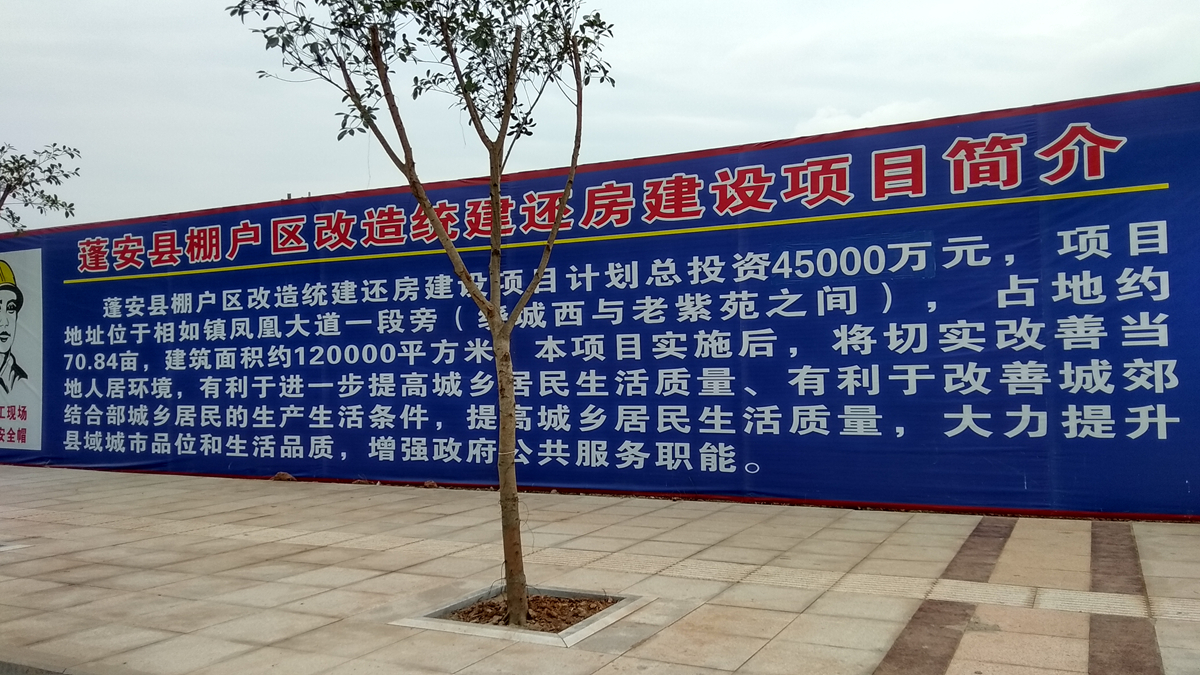 蓬安县棚户区改造统建还房建设项目简介
蓬安县棚户区改造统建还房建设项目计划总投资45000万元，项目
地址位于相如镇凤凰大道一段旁（城西与老紫苑之间），占地约
70.84亩，建筑面积约120000平方米 本项目实施后，将切实改善当
地人居环境，有利于进一步提高城乡居民生活质量、有利于改善城郊
结合部城乡居民的生产生活条件，提高城乡居民生活质量，大力提升
县域城市品位和生活品质，增强政府公共服务职能。
工现场
安全帽